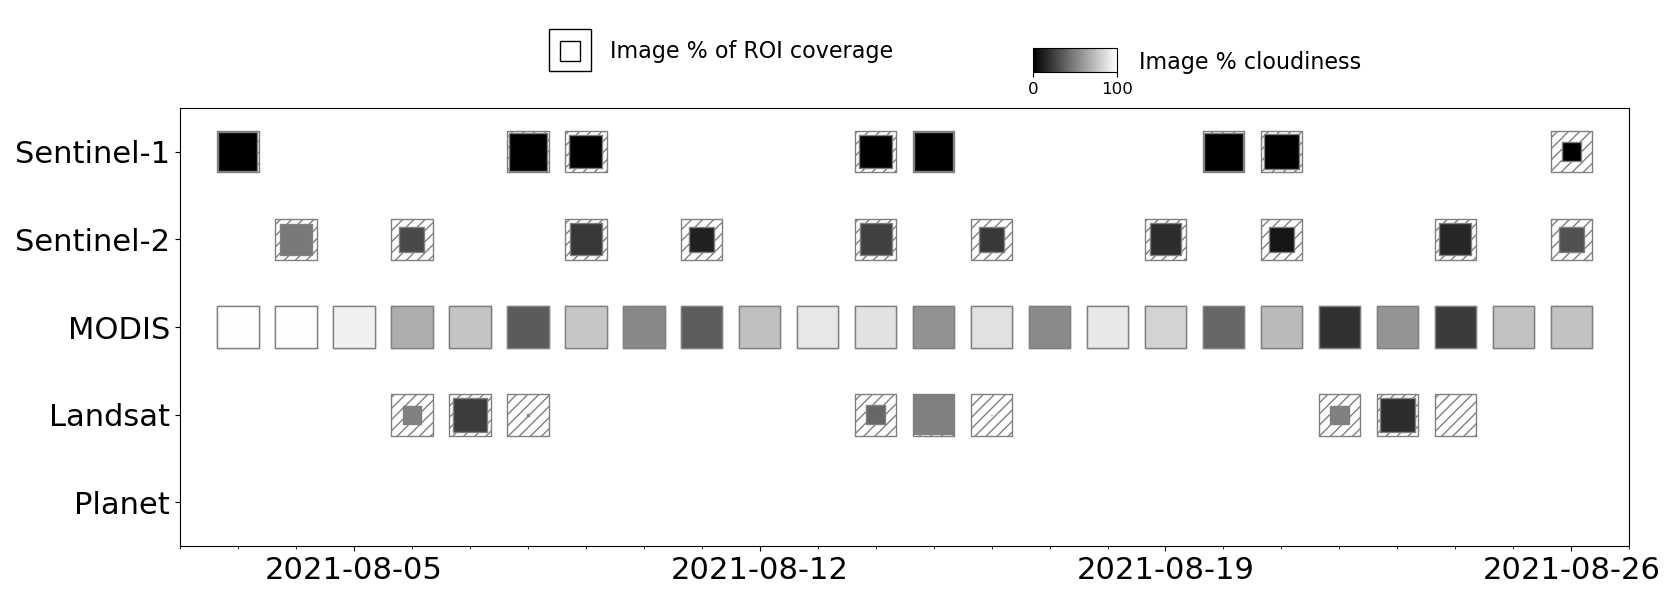 Image % of ROI coverage
Image % cloudiness
0 100
Sentinel-1
Sentinel-2
MODIS
Landsat
Planet
2021-08-05 2021-08-12 2021-08-19 2021-08-26